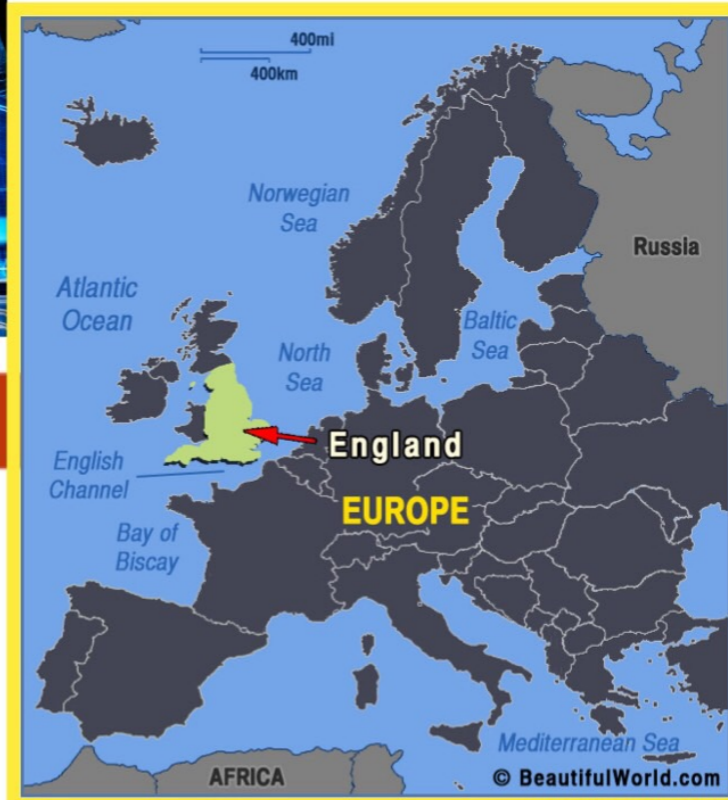 400mi
400km
Norwegian
Sea
Russia
Atlantic
Ocean
Baltic
Sea
North
Sea
England
English
Channel
EUROPE
Bay of
Biscay
Mediterranean Sea
AFRICA
© BeautifulWorld.com